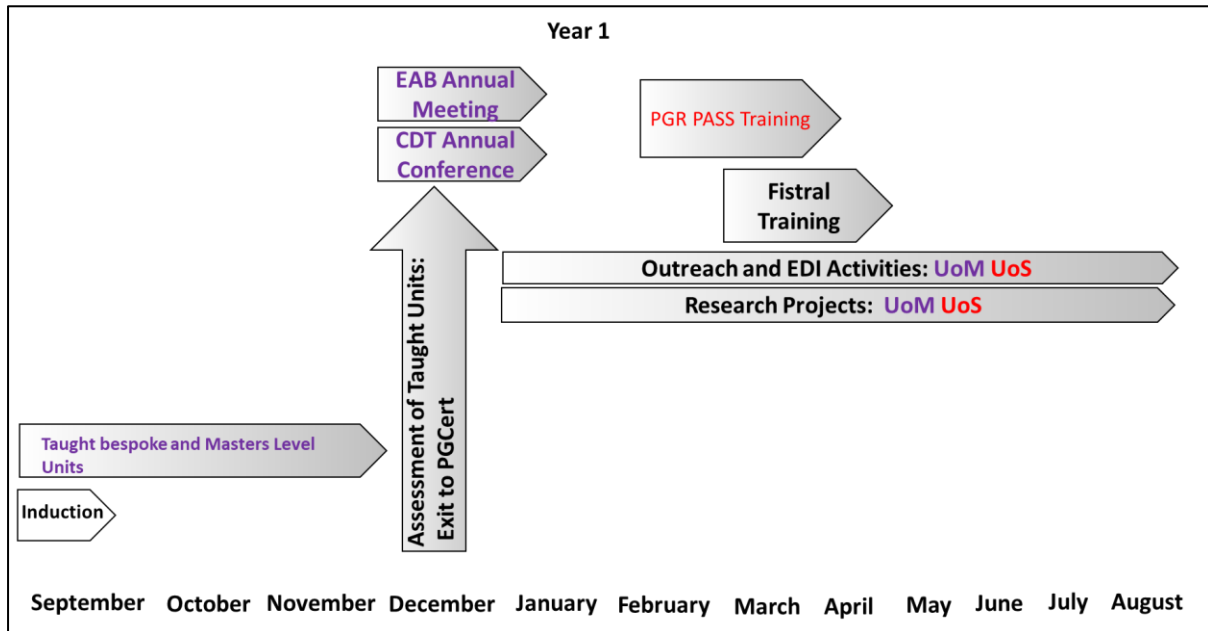 Year 1
EAB Annual
Meeting
CDT Annual
Conference
PGR PASS Training
Fistral
Training
Outreach and EDI Activities: UoM UoS
Research Projects: UoM UoS
Assessment of Taught Units:
Exit to PGCert
Taught bespoke and Masters Level
Units
Induction
September October November December January February March April May June July August